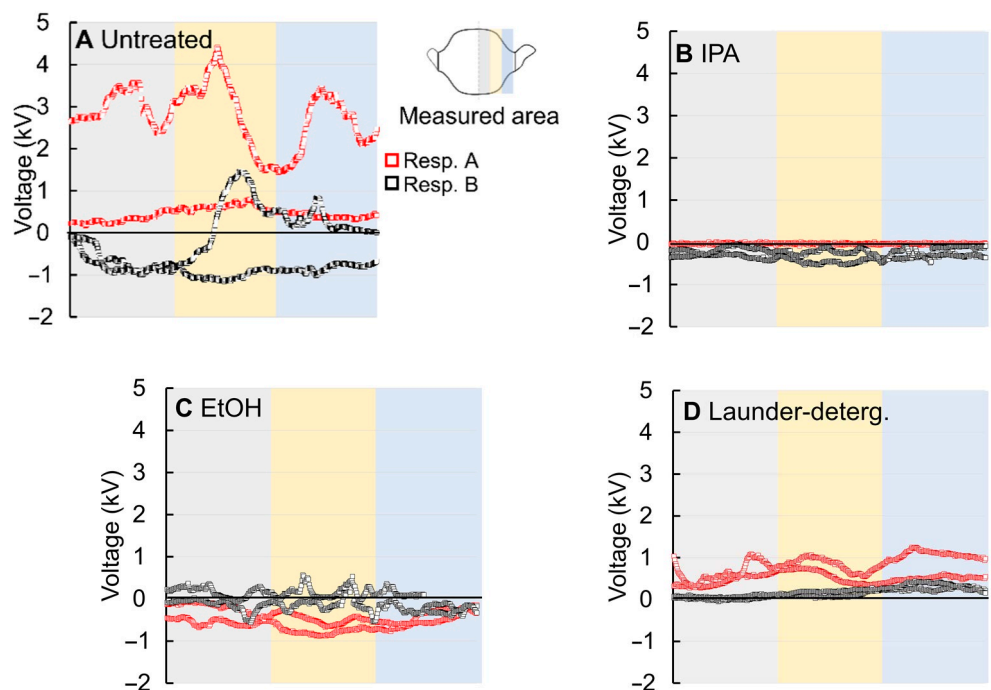 A Untreated
5
4
3
2
1
0
−1
−2
Voltage (kV)
Measured area
Resp. A
Resp. B
B IPA
5
4
3
2
1
0
−1
−2
Voltage (kV)
C EtOH
5
4
3
2
1
0
−1
−2
Voltage (kV)
D Launder-deterg.
5
4
3
2
1
0
−1
−2
Voltage (kV)